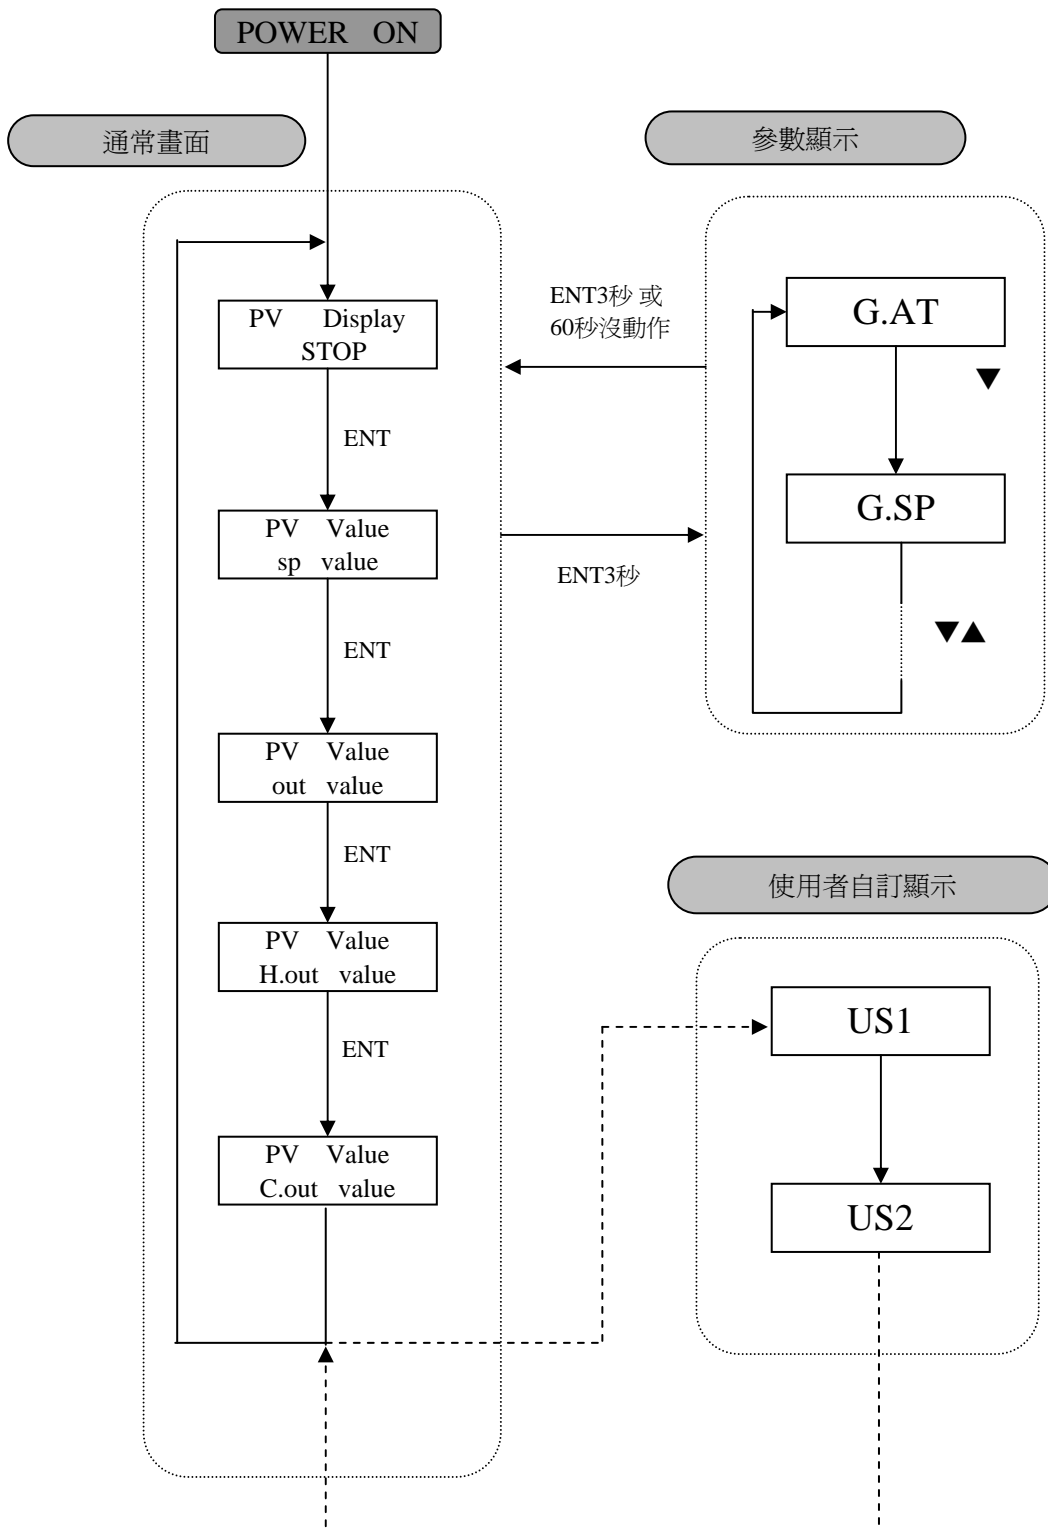 POWER ON
通常畫面
PV Display
STOP
ENT
PV Value
sp value
ENT
PV Value
out value
ENT
PV Value
H.out value
ENT
PV Value
C.out value
ENT3秒 或
60秒沒動作
ENT3秒
參數顯示
G.AT
▼
G.SP
▼▲
使用者自訂顯示
US1
US2